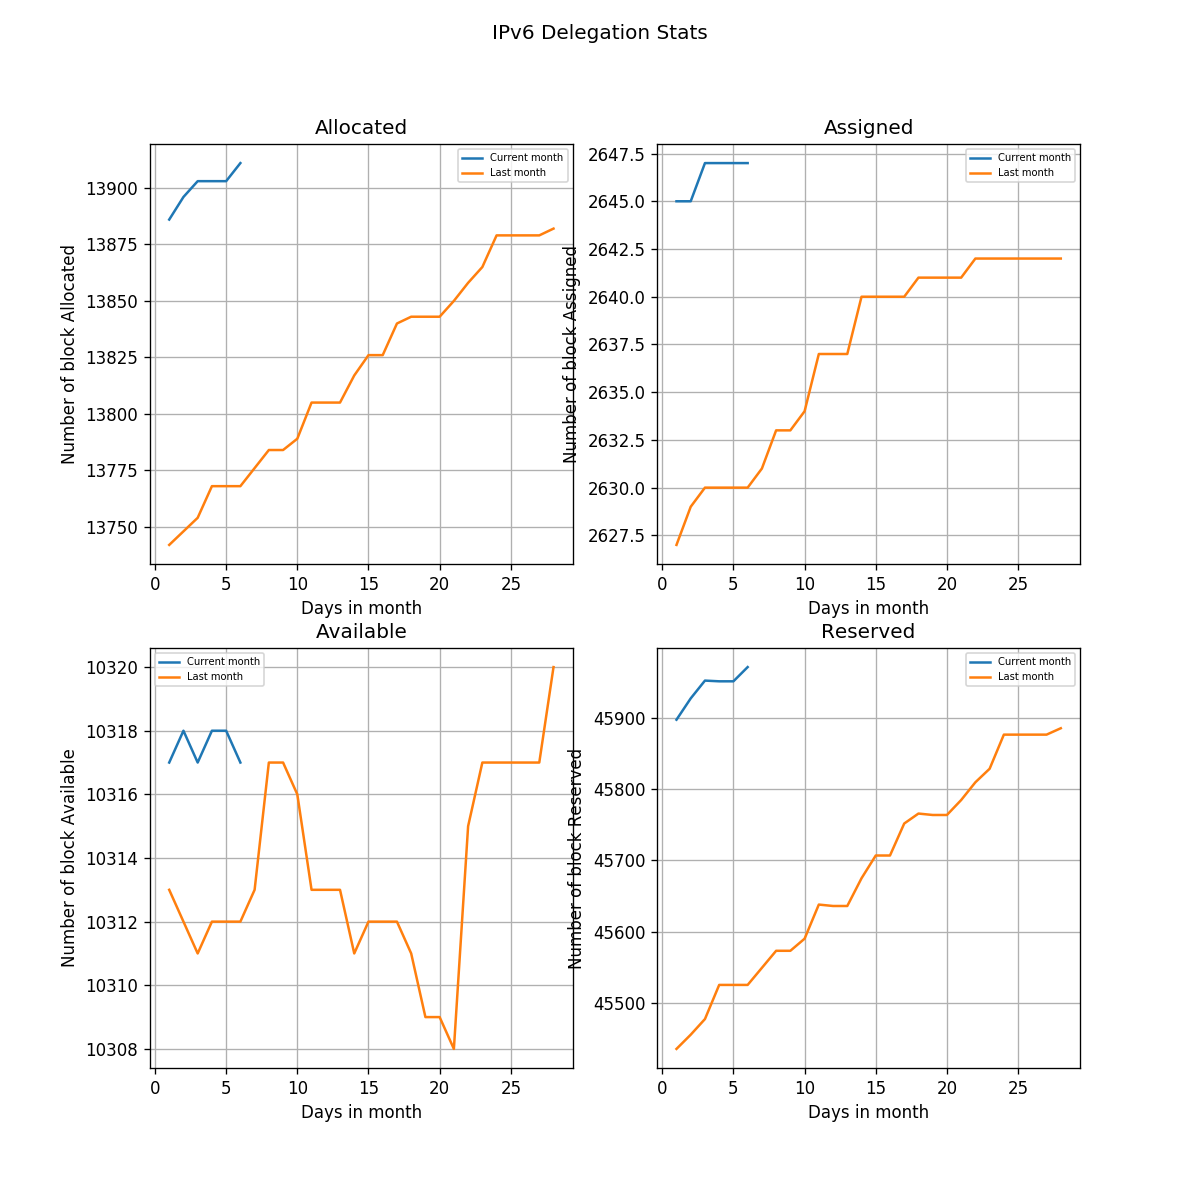 IPv6 Delegation Stats
Allocated
Current month
Last month
Number of block Allocated
13900
13875
13850
13825
13800
13775
13750
0 5 10 15 20 25
Days in month
Assigned
Current month
Last month
Number of block Assigned
2647.5
2645.0
2642.5
2640.0
2637.5
2635.0
2632.5
2630.0
2627.5
0 5 10 15 20 25
Days in month
Available
Current month
Last month
Number of block Available
10320
10318
10316
10314
10312
10310
10308
0 5 10 15 20 25
Days in month
Reserved
Current month
Last month
Number of block Reserved
45900
45800
45700
45600
45500
0 5 10 15 20 25
Days in month